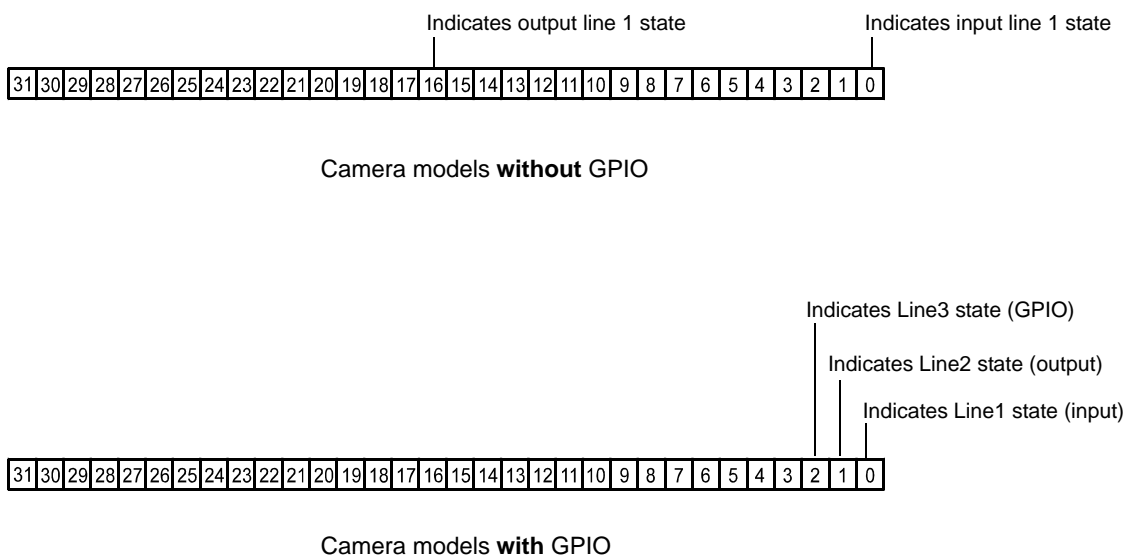 Indicates output line 1 state Indicates input line 1 state
31 30 29 28 27 26 25 24 23 22 21 20 19 18 17 16 15 14 13 12 11 10 9 8 7 6 5 4 3 2 1 0
Camera models without GPIO
Indicates Line3 state (GPIO)
Indicates Line2 state (output)
Indicates Line1 state (input)
31 30 29 28 27 26 25 24 23 22 21 20 19 18 17 16 15 14 13 12 11 10 9 8 7 6 5 4 3 2 1 0
Camera models with GPIO